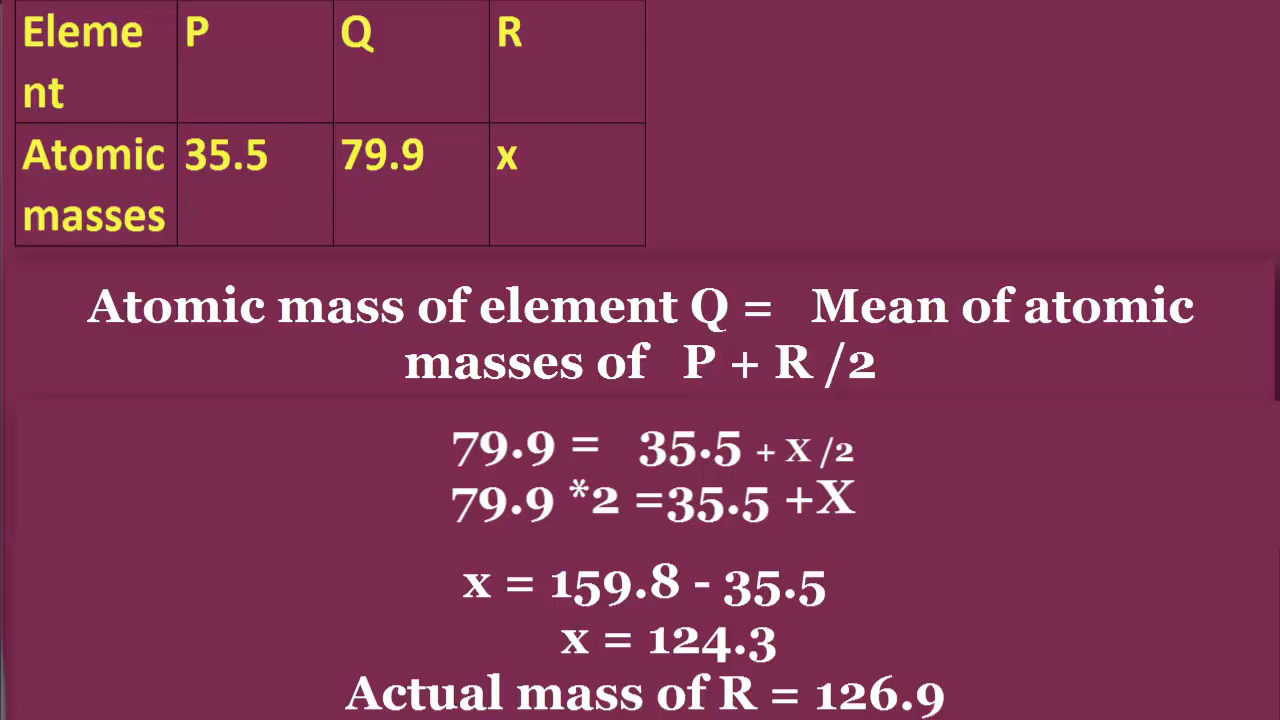 Eleme P Q R
nt
Atomic 35.5 79.9 x
masses
Atomic mass of element Q = Mean of atomic
masses of P + R /2
79.9 = 35.5 + X /2
79.9 *2 =35.5 +X
x = 159.8 - 35.5
x = 124.3
Actual mass of R = 126.9